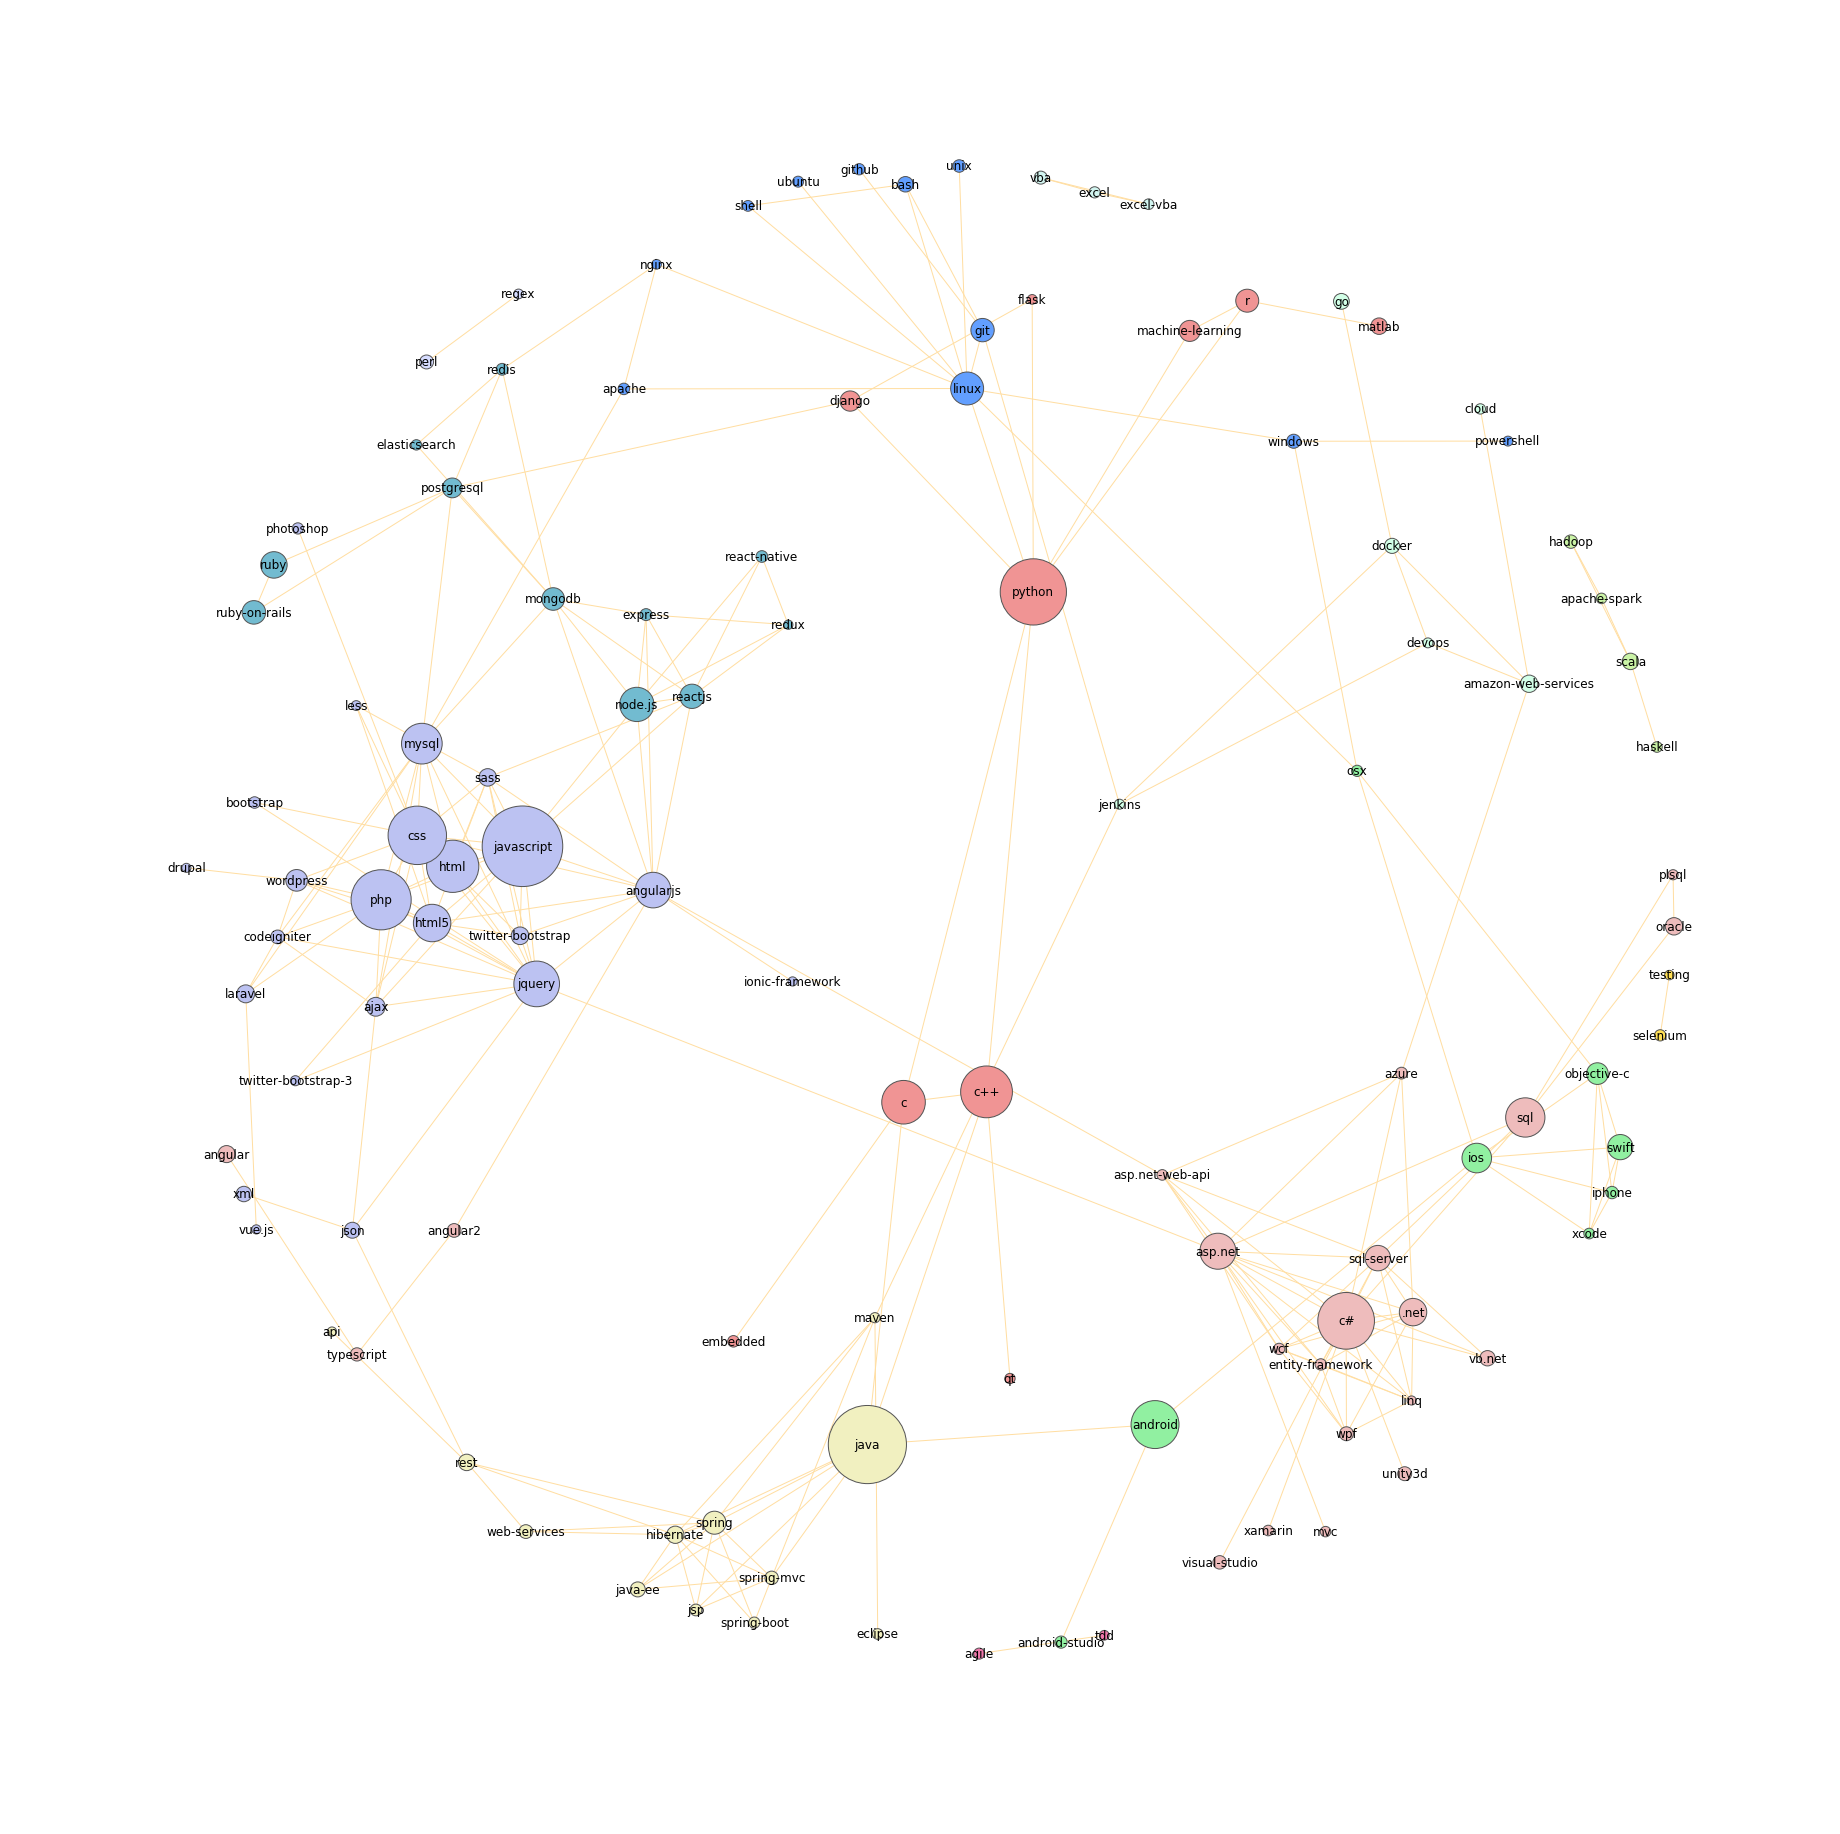 unix
github
vba
ubuntu
bash
excel
shell
excel-vba
nginx
regex
flask
r
go
machine-learning
matlab
git
perl
redis
apache
linux
django
cloud
elasticsearch
windows
powershell
postgresql
photoshop
hadoop
docker
react-native
ruby
python
apache-spark
mongodb
ruby-on-rails
express
redux
devops
scala
amazon-web-services
reactjs
node.js
less
mysql
haskell
osx
sass
bootstrap
jenkins
css
javascript
html
drupal
plsql
wordpress
angularjs
php
html5
oracle
codeigniter
twitter-bootstrap
testing
ionic-framework
jquery
laravel
ajax
selenium
azure
objective-c
twitter-bootstrap-3
c++
c
sql
swift
angular
ios
asp.net-web-api
iphone
xml
vue.js
json
angular2
xcode
asp.net
sql-server
.net
maven
c#
api
embedded
wcf
typescript
vb.net
entity-framework
qt
linq
android
wpf
java
rest
unity3d
spring
web-services
hibernate
xamarin
mvc
visual-studio
spring-mvc
java-ee
jsp
spring-boot
eclipse
tdd
android-studio
agile